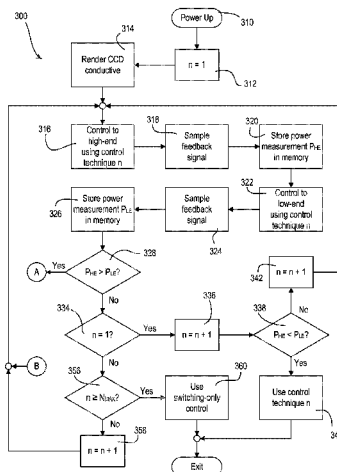 300
Power Up
310
314
Render CCD
conductive
n = 1
312
316
Control to
high-end
using control
technique n
318
Sample
feedback
signal
320
Store power
measurement PHE
in memory
326
Store power
measurement PLE
in memory
Sample
feedback
signal
324
322
Control to
low-end
using control
technique n
328
A
Yes
PHE > PLE?
No
334
n = 1?
Yes
336
n = n + 1
342
n = n + 1
No
338
PHE < PLE?
Yes
No
B
356
n ≥ NMAX?
Yes
360
Use
switching-only
control
Use control
technique n
No
358
n = n + 1
Exit